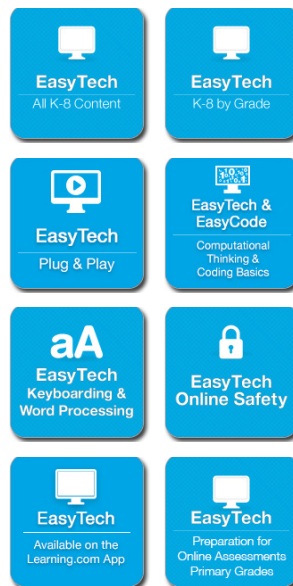 EasyTech
All K-8 Content
EasyTech
K-8 by Grade
EasyTech
Plug & Play
EasyTech &
EasyCode
Computational
Thinking &
Coding Basics
aA
EasyTech
Keyboarding &
Word Processing
EasyTech
Online Safety
EasyTech
Available on the
Learning.com App
EasyTech
Preparation for
Online Assessments
Primary Grades